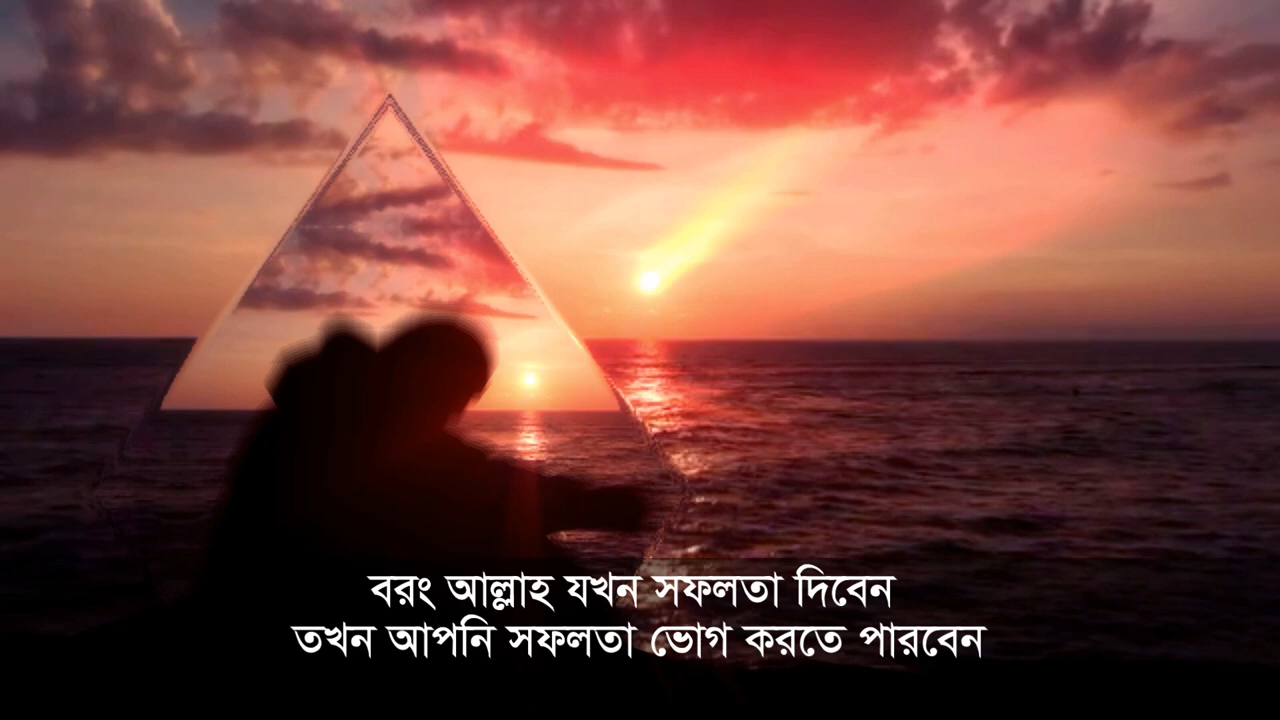 বরং আল্লাহ যখন সফলতা দিবেন
তখন আপনি সফলতা ভোগ করতে পারবেন